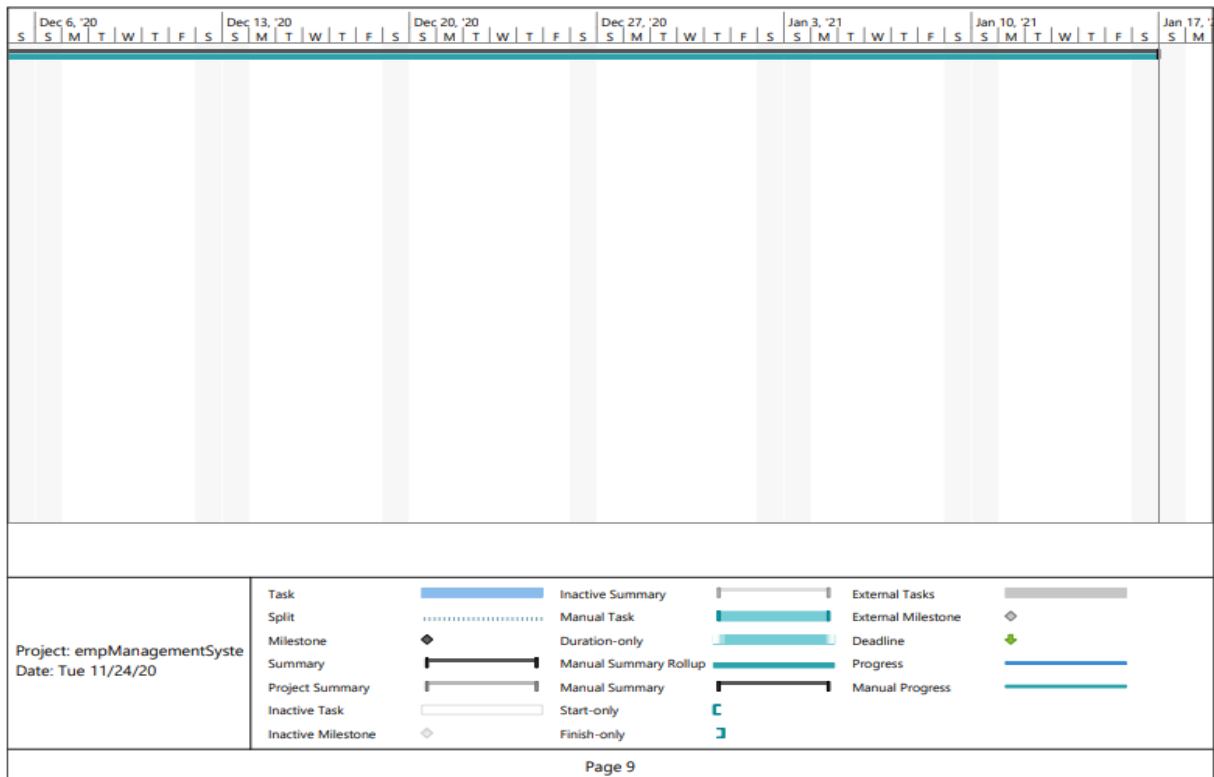 Dec 6, '20 Dec 13, '20 Dec 20, '20 Dec 27, '20 Jan 3, '21 Jan 10, '21 Jan 17, '
S S M T W T F S S M T W T F S S M T W T F S S M T W T F S S M T W T F S S M T W T F S S M
Task Inactive Summary External Tasks
Split Manual Task External Milestone
Milestone Duration-only Deadline
Project: empManagementSyste
Date: Tue 11/24/20
Summary Manual Summary Rollup Progress
Project Summary Manual Summary Manual Progress
Inactive Task Start-only
Inactive Milestone Finish-only
Page 9